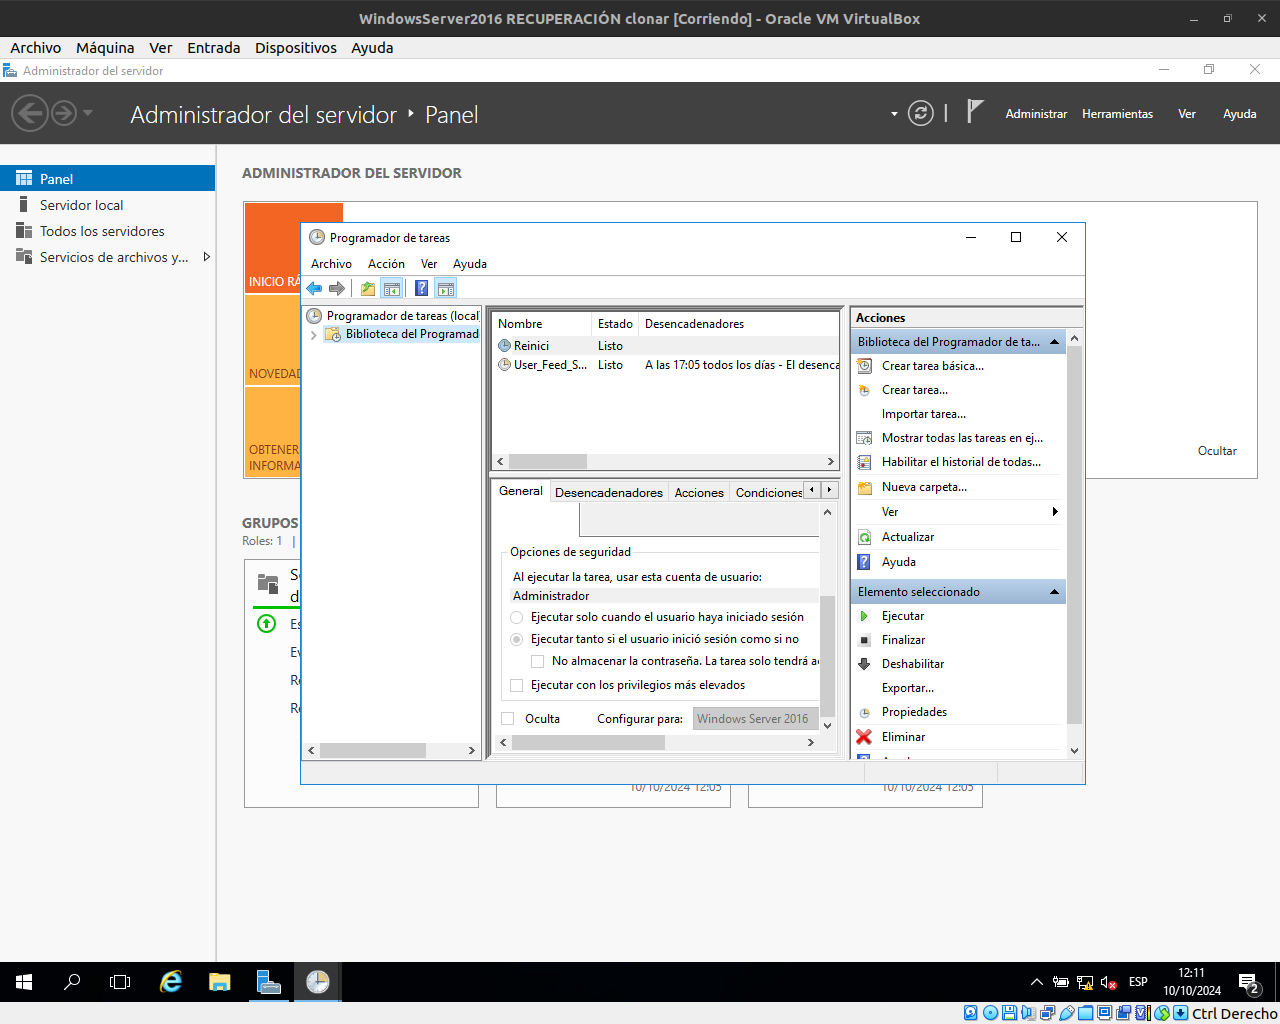 WindowsServer2016 RECUPERACIÓN clonar [Corriendo] - Oracle VM VirtualBox
Archivo Máquina Ver Entrada Dispositivos Ayuda
Administrador del servidor
Administrador del servidor Panel
Administrar Herramientas Ver Ayuda
Panel
Servidor local
Todos los servidores
Servicios de archivos y...
ADMINISTRADOR DEL SERVIDOR
INICIO RÁ
NOVEDAD
OBTENER
INFORMA
Ocultar
GRUPOS
Roles: 1 |
S
d
Es
Ev
Re
Re
10/10/2024 12:05
10/10/2024 12:05
Programador de tareas
Archivo Acción Ver Ayuda
Programador de tareas (local
Biblioteca del Programad
Nombre Estado Desencadenadores
Reinici Listo
User_Feed_S... Listo A las 17:05 todos los días - El desenca
General Desencadenadores Acciones Condiciones
Opciones de seguridad
Al ejecutar la tarea, usar esta cuenta de usuario:
Administrador
Ejecutar solo cuando el usuario haya iniciado sesión
Ejecutar tanto si el usuario inició sesión como si no
No almacenar la contraseña. La tarea solo tendrá a
Ejecutar con los privilegios más elevados
Oculta Configurar para: Windows Server 2016
Acciones
Biblioteca del Programador de ta...
Crear tarea básica...
Crear tarea...
Importar tarea...
Mostrar todas las tareas en ej...
Habilitar el historial de todas...
Nueva carpeta...
Ver
Actualizar
Ayuda
Elemento seleccionado
Ejecutar
Finalizar
Deshabilitar
Exportar...
Propiedades
Eliminar
ESP
12:11
10/10/2024
2
Ctrl Derecho